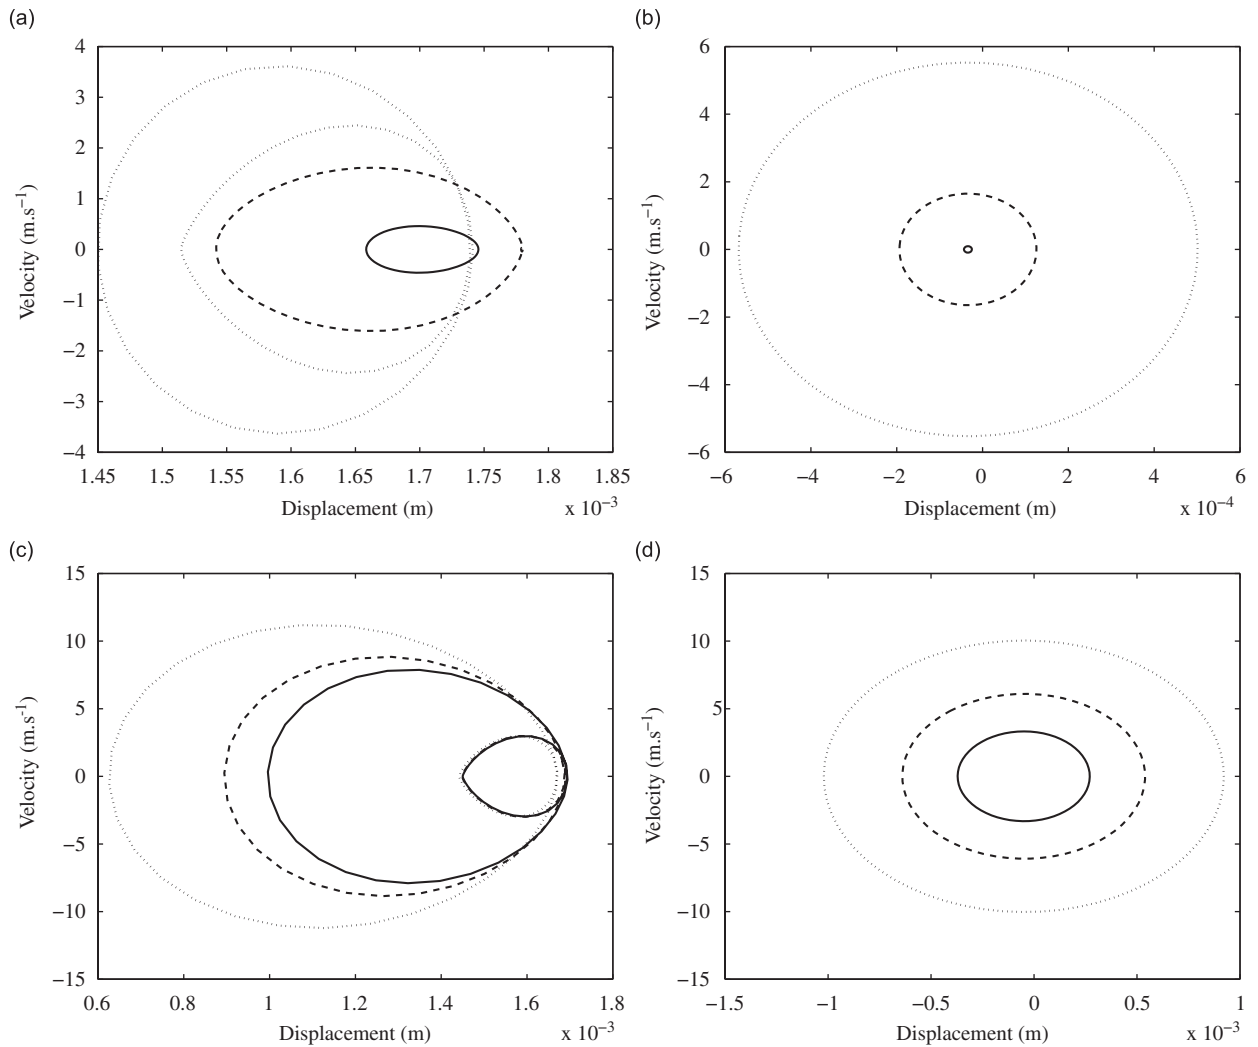 (a)
4
3
2
1
0
−1
−2
−3
−4
Velocity (m.s−1)
1.45 1.5 1.55 1.6 1.65 1.7 1.75 1.8 1.85
Displacement (m) x 10−3
(b)
6
4
2
0
−2
−4
−6
Velocity (m.s−1)
−6 −4 −2 0 2 4 6
Displacement (m) x 10−4
(c)
15
10
5
0
−5
−10
−15
Velocity (m.s-1)
0.6 0.8 1 1.2 1.4 1.6 1.8
Displacement (m) x 10−3
(d)
15
10
5
0
−5
−10
−15
Velocity (m.s−1)
−1.5 −1 −0.5 0 0.5 1
Displacement (m) x 10−3